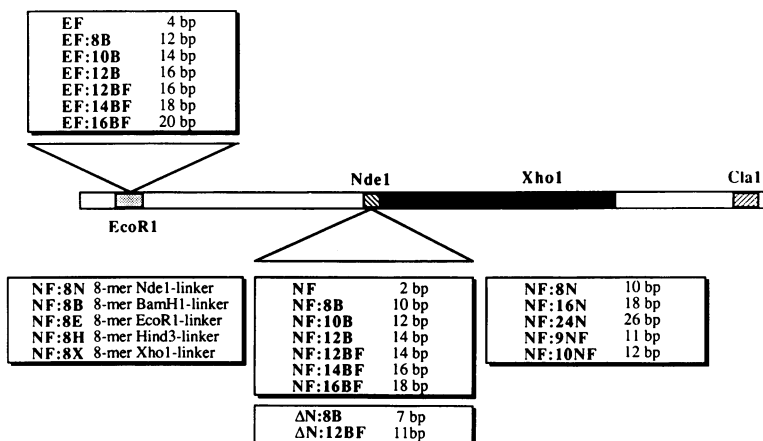 EF 4 bp
EF:8B 12 bp
EF:10B 14 bp
EF:12B 16 bp
EF:12BF 16 bp
EF:14BF 18 bp
EF:16BF 20 bp
Nde1 Xho1 Cla1
EcoR1
NF:8N 8-mer Nde1-linker
NF:8B 8-mer BamH1-linker
NF:8E 8-mer EcoR1-linker
NF:8H 8-mer Hind3-linker
NF:8X 8-mer Xho1-linker
NF 2 bp
NF:8B 10 bp
NF:10B 12 bp
NF:12B 14 bp
NF:12BF 14 bp
NF:14BF 16 bp
NF:16BF 18 bp
NF:8N 10 bp
NF:16N 18 bp
NF:24N 26 bp
NF:9NF 11 bp
NF:10NF 12 bp
ΔN:8B 7 bp
ΔN:12BF 11bp